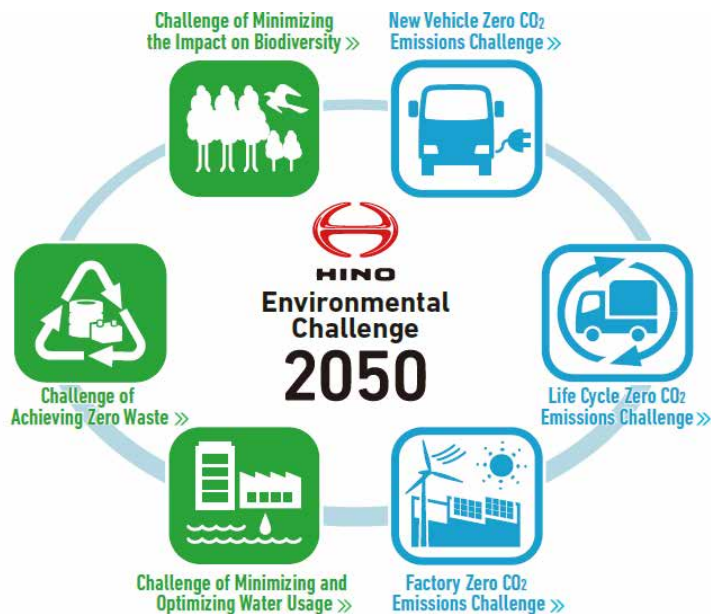 Challenge of Minimizing
the Impact on Biodiversity »
New Vehicle Zero CO₂
Emissions Challenge »
HINO
Environmental
Challenge
2050
Challenge of
Achieving Zero Waste »
Life Cycle Zero CO₂
Emissions Challenge »
Challenge of Minimizing and
Optimizing Water Usage »
Factory Zero CO₂
Emissions Challenge »